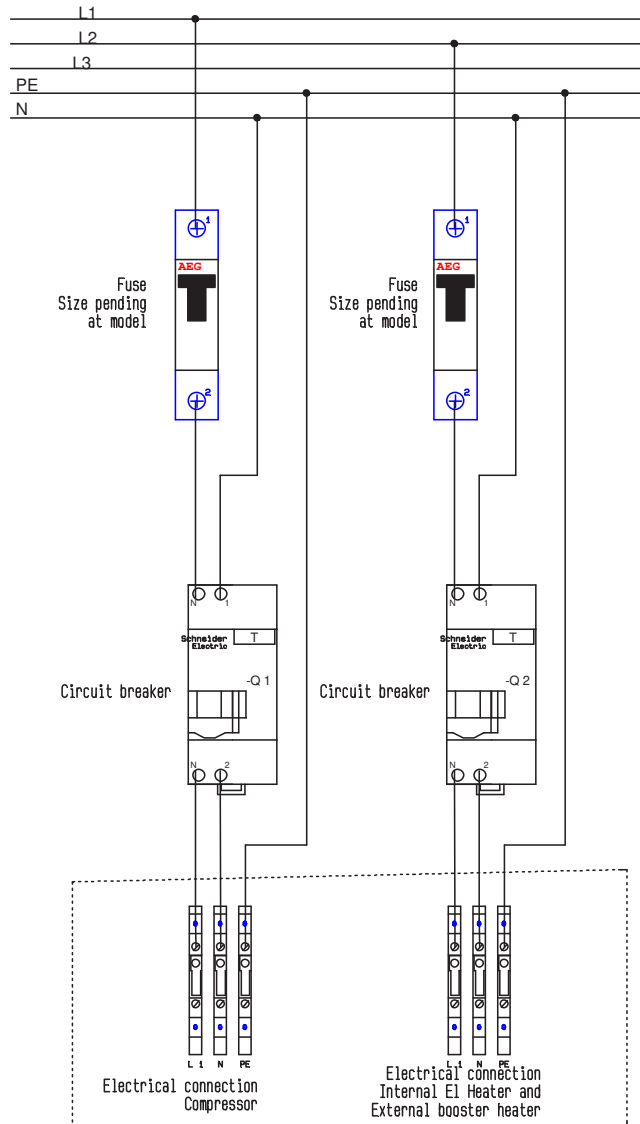 L1
L2
L3
PE
N
1
1
AEG
AEG
Fuse
Size pending
at model
Fuse
Size pending
at model
2
2
N 1
N 1
Schneider
Electric
T
Schneider
Electric
T
-Q 1
-Q 2
Circuit breaker
Circuit breaker
N 2
N 2
L 1 N PE
L 1 N PE
Electrical connection
Compressor
Electrical connection
Internal El Heater and
External booster heater